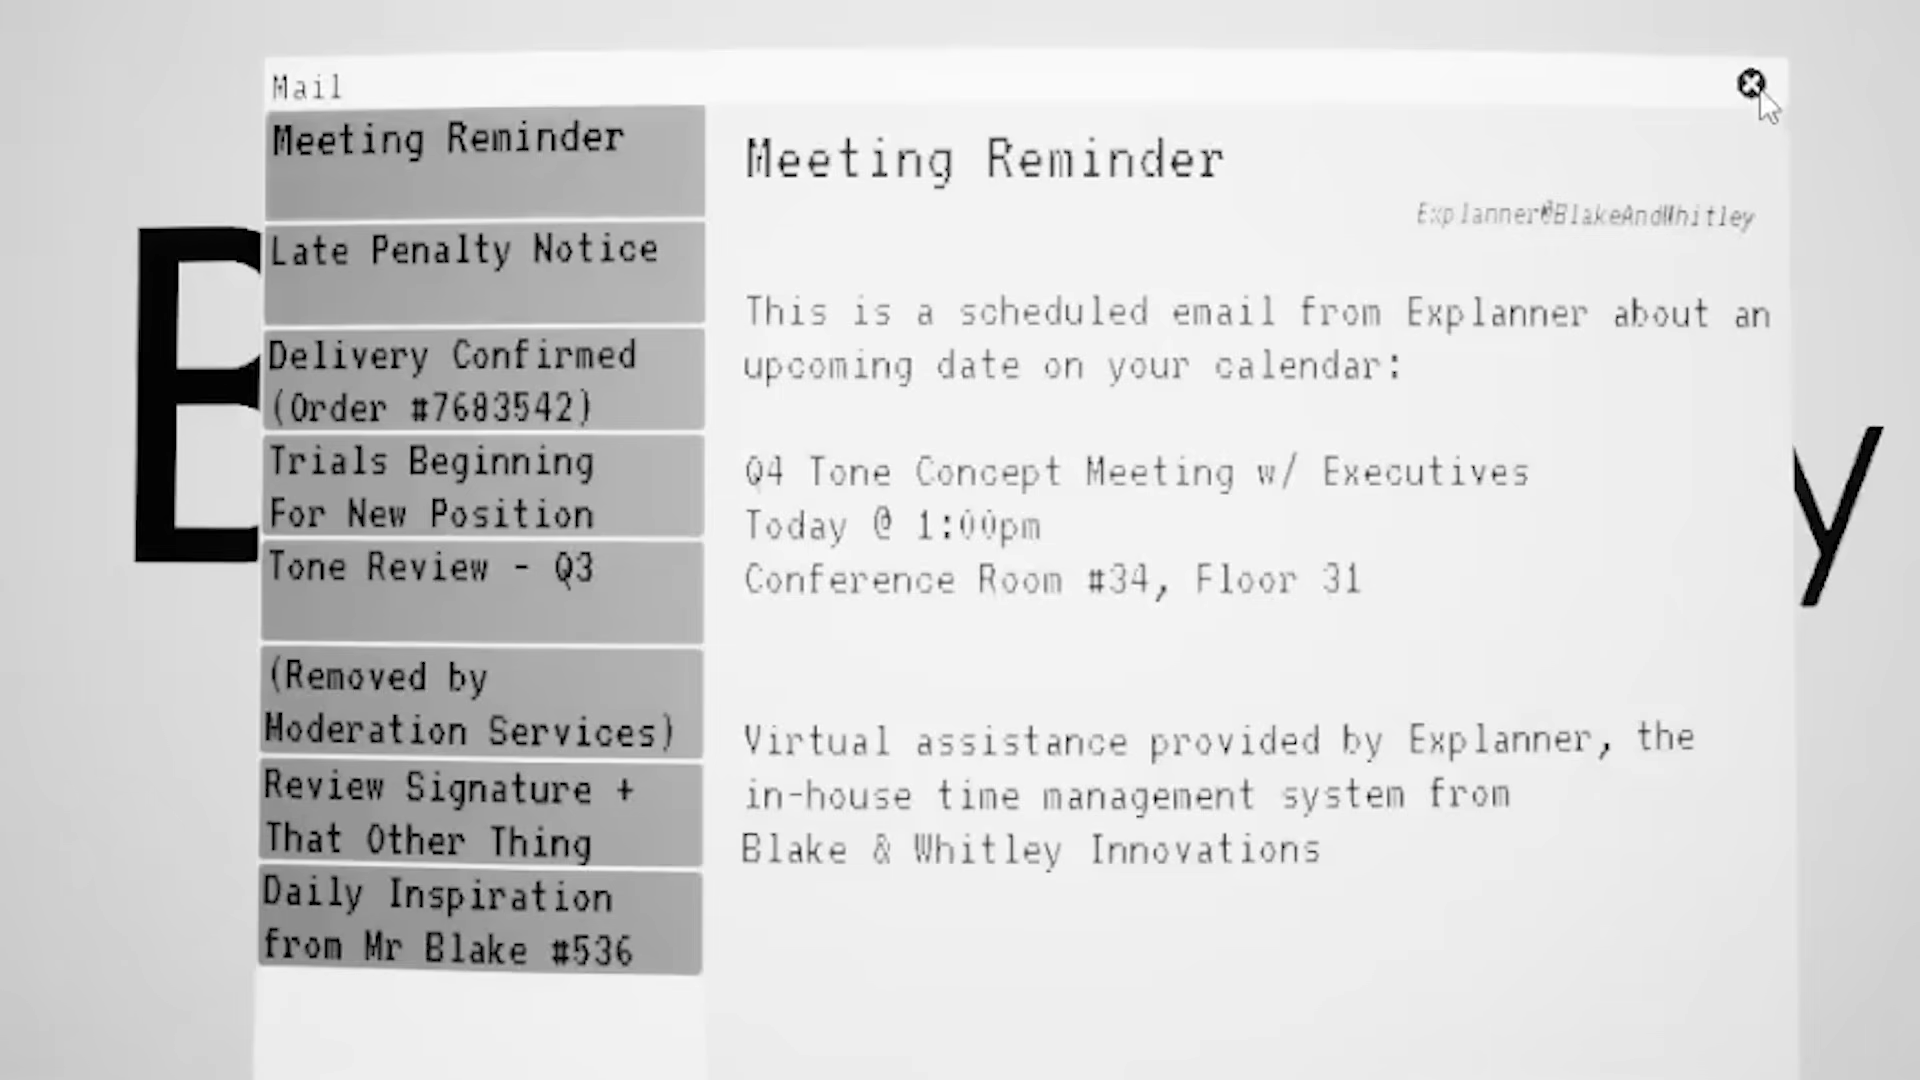 Mail
Meeting Reminder
Late Penalty Notice
Delivery Confirmed
(Order #7683542)
Trials Beginning
For New Position
Tone Review - Q3
(Removed by
Moderation Services)
Review Signature +
That Other Thing
Daily Inspiration
from Mr Blake #536
Meeting Reminder
Explanner@BlakeAndWhitley
This is a scheduled email from Explanner about an
upcoming date on your calendar:
Q4 Tone Concept Meeting w/ Executives
Today @ 1:00pm
Conference Room #34, Floor 31
Virtual assistance provided by Explanner, the
in-house time management system from
Blake & Whitley Innovations
B
y